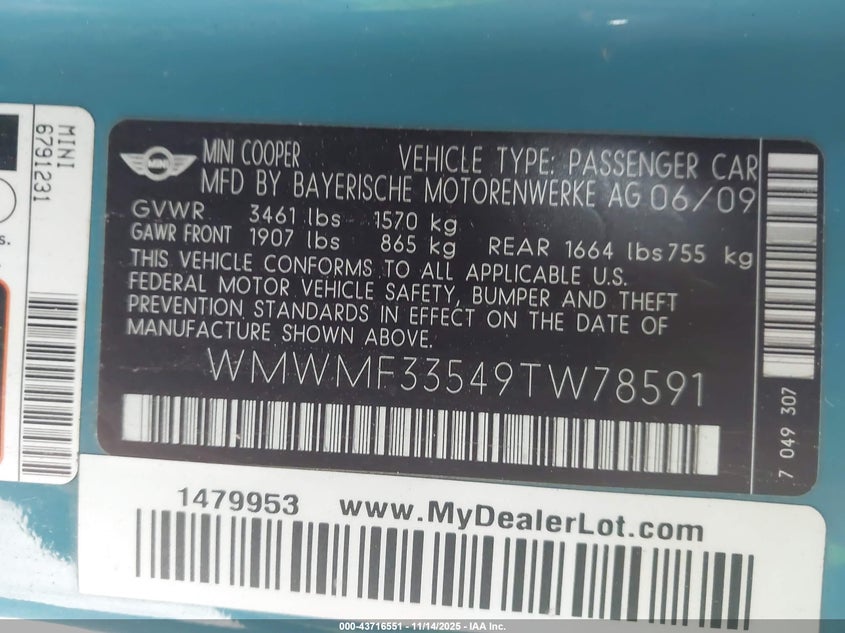 MINI
6791231
s.
MINI
MINI COOPER
VEHICLE TYPE: PASSENGER CAR
MFD BY BAYERISCHE MOTORENWERKE AG 06/09
GVWR 3461 lbs 1570 kg
GAWR FRONT 1907 lbs 865 kg REAR 1664 lbs 755 kg
THIS VEHICLE CONFORMS TO ALL APPLICABLE U.S.
FEDERAL MOTOR VEHICLE SAFETY, BUMPER AND THEFT
PREVENTION STANDARDS IN EFFECT ON THE DATE OF
MANUFACTURE SHOWN ABOVE.
WMWMF33549TW78591
7 049 307
1479953 www.MyDealerLot.com
000-43716551 - 11/14/2025 - IAA Inc.